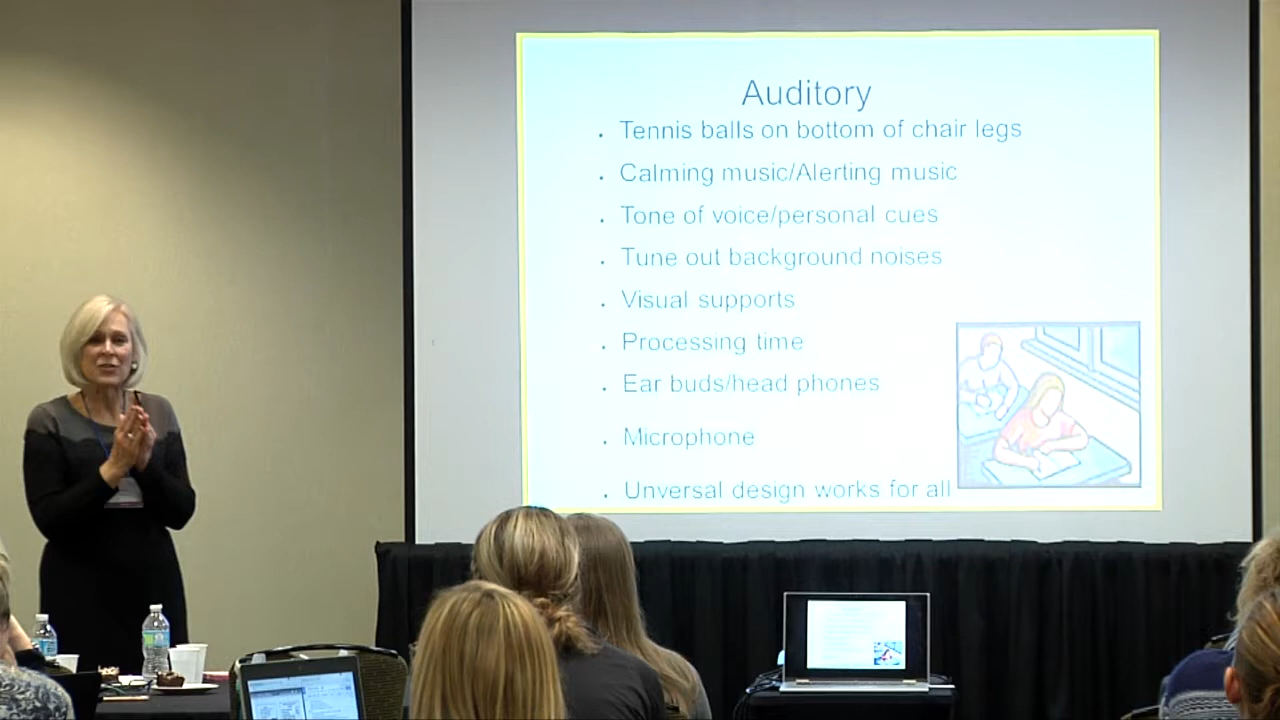 Auditory
. Tennis balls on bottom of chair legs
. Calming music/Alerting music
. Tone of voice/personal cues
. Tune out background noises
. Visual supports
. Processing time
. Ear buds/head phones
. Microphone
. Unversal design works for all